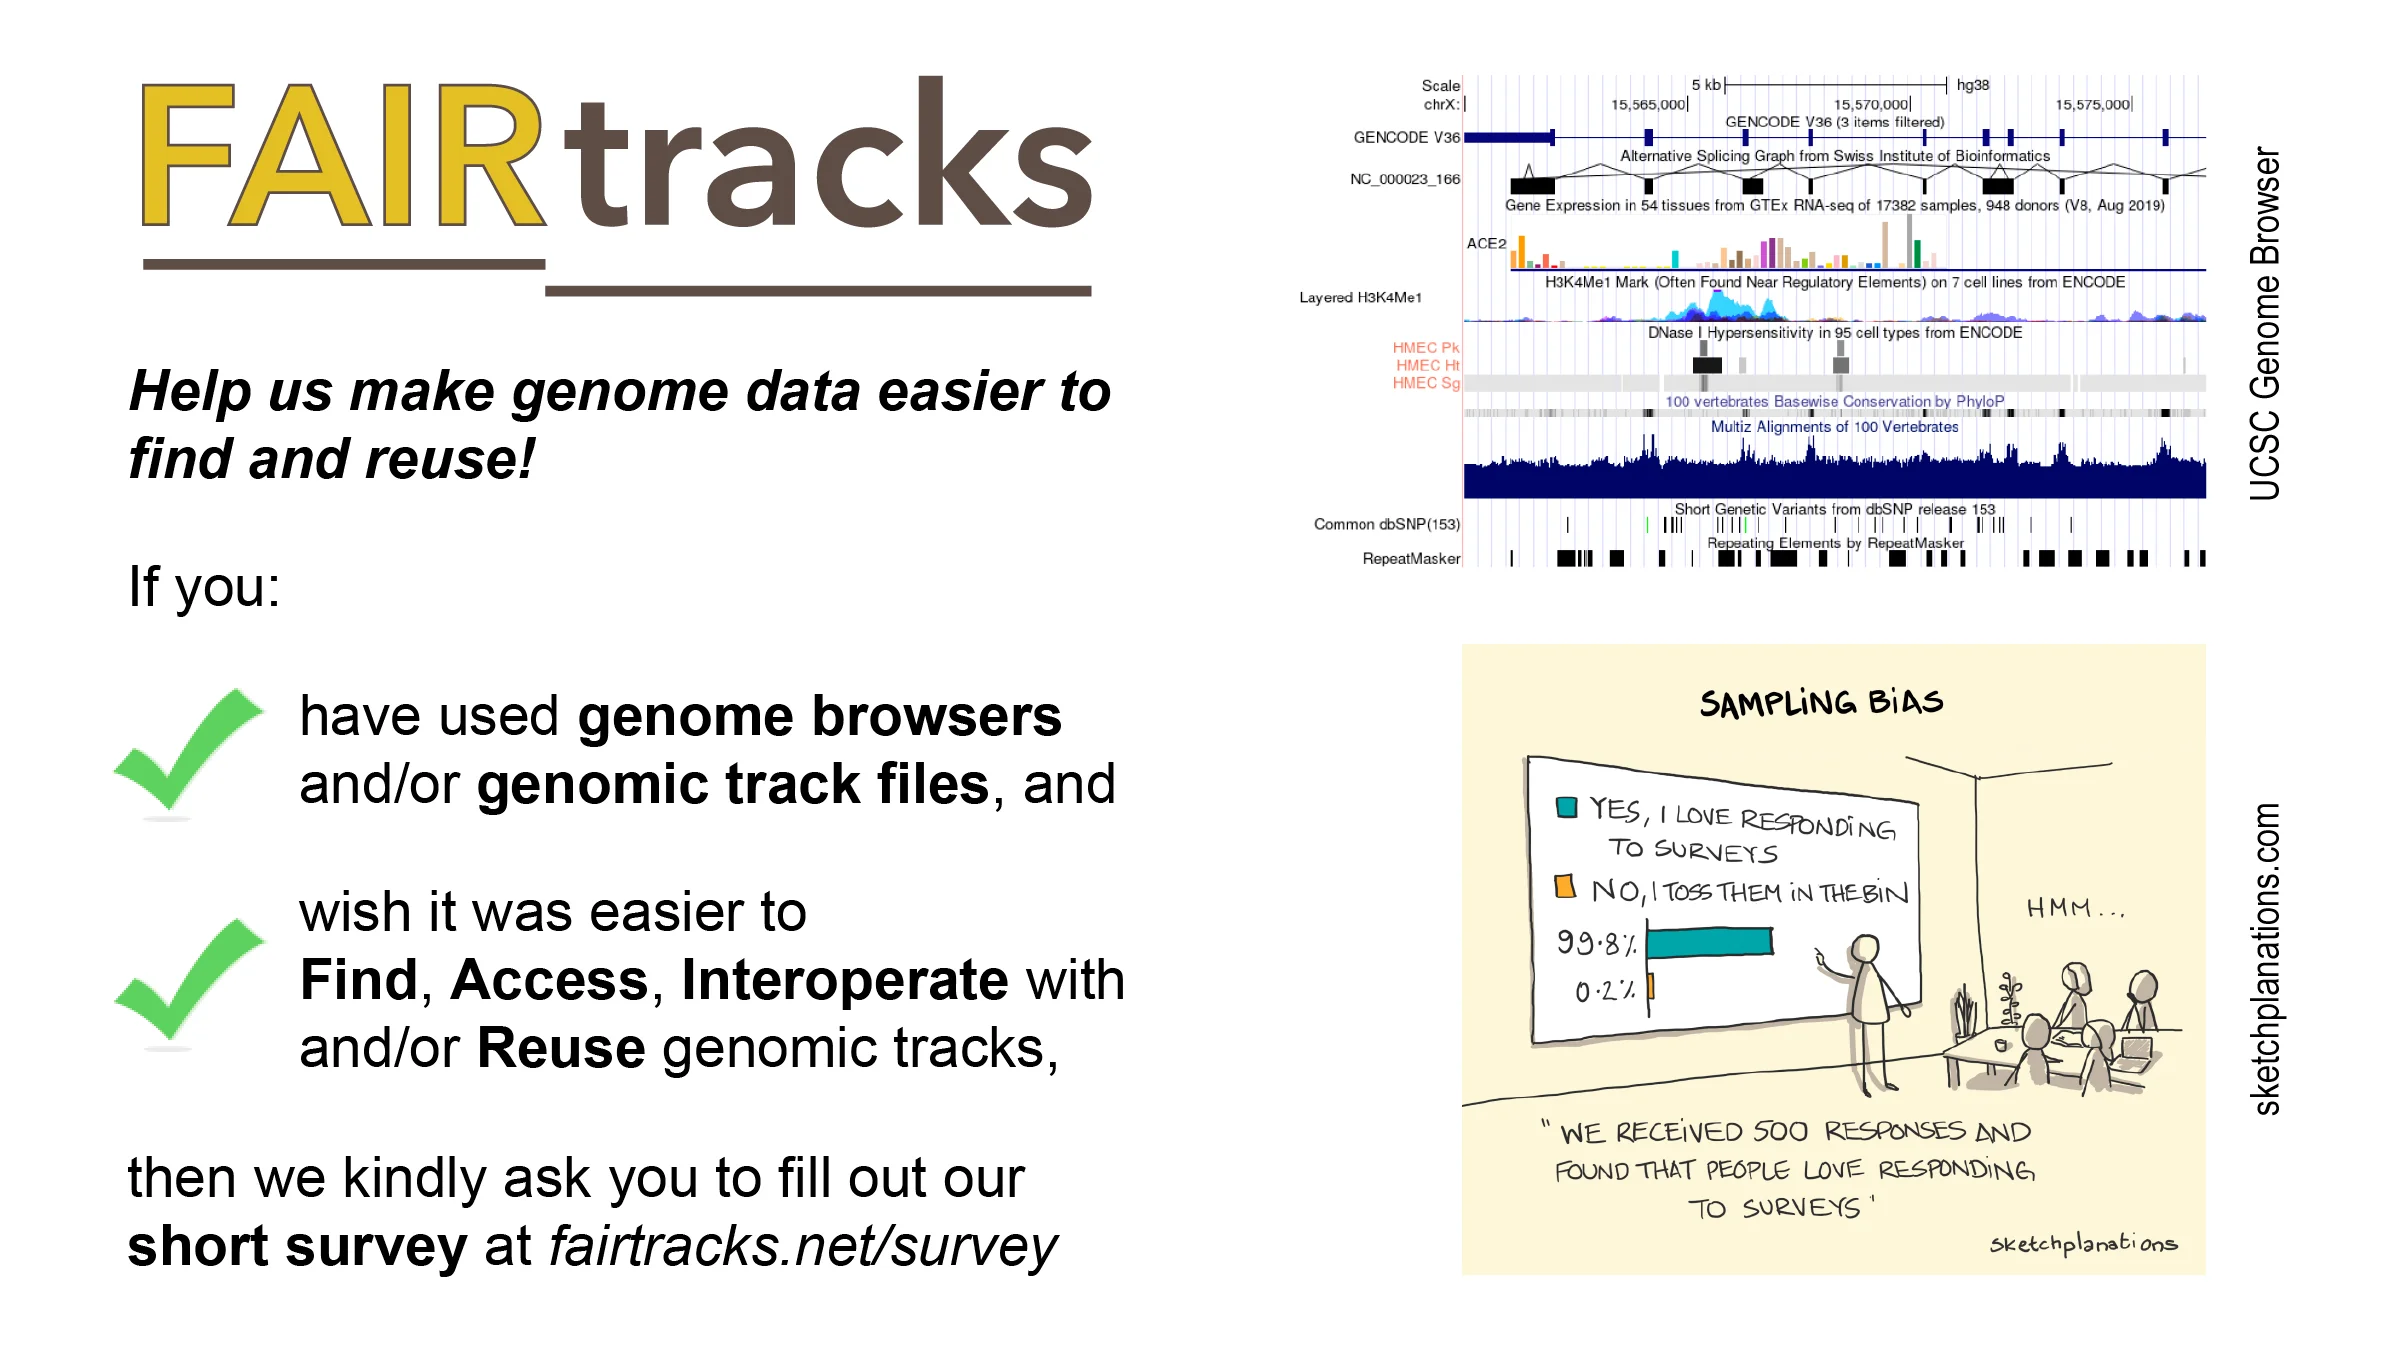 FAIRtracks
Help us make genome data easier to
find and reuse!
If you:
have used genome browsers
and/or genomic track files, and
wish it was easier to
Find, Access, Interoperate with
and/or Reuse genomic tracks,
then we kindly ask you to fill out our
short survey at fairtracks.net/survey
Scale 5 kb hg38
chrX: 15,565,000 15,570,000 15,575,000
GENCODE V36 (3 items filtered)
GENCODE V36
Alternative Splicing Graph from Swiss Institute of Bioinformatics
NC_000023_166
Gene Expression in 54 tissues from GTEx RNA-seq of 17382 samples, 948 donors (V8, Aug 2019)
ACE2
H3K4Me1 Mark (Often Found Near Regulatory Elements) on 7 cell lines from ENCODE
Layered H3K4Me1
DNase I Hypersensitivity in 95 cell types from ENCODE
HMEC Pk
HMEC Ht
HMEC Sg
100 vertebrates Basewise Conservation by PhyloP
Multiz Alignments of 100 Vertebrates
Short Genetic Variants from dbSNP release 153
Common dbSNP(153)
Repeating Elements by RepeatMasker
RepeatMasker
UCSC Genome Browser
SAMPLING BIAS
YES, I LOVE RESPONDING
TO SURVEYS
NO, I TOSS THEM IN THE BIN
99.8%
0.2%
HMM...
"WE RECEIVED 500 RESPONSES AND
FOUND THAT PEOPLE LOVE RESPONDING
TO SURVEYS"
sketchplanations
sketchplanations.com